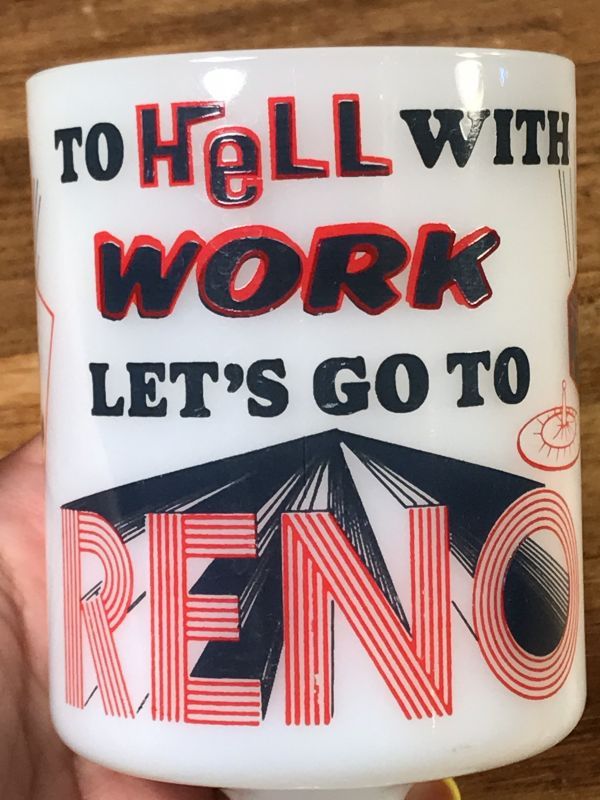 TO HeLL WITH
WORK
LET'S GO TO
RENO